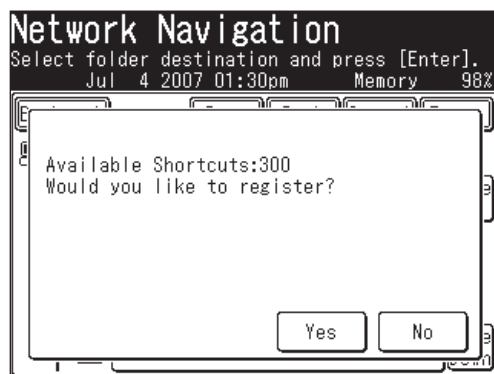 Network Navigation
Select folder destination and press [Enter].
Jul 4 2007 01:30pm Memory 98%
Available Shortcuts:300
Would you like to register?
Yes No